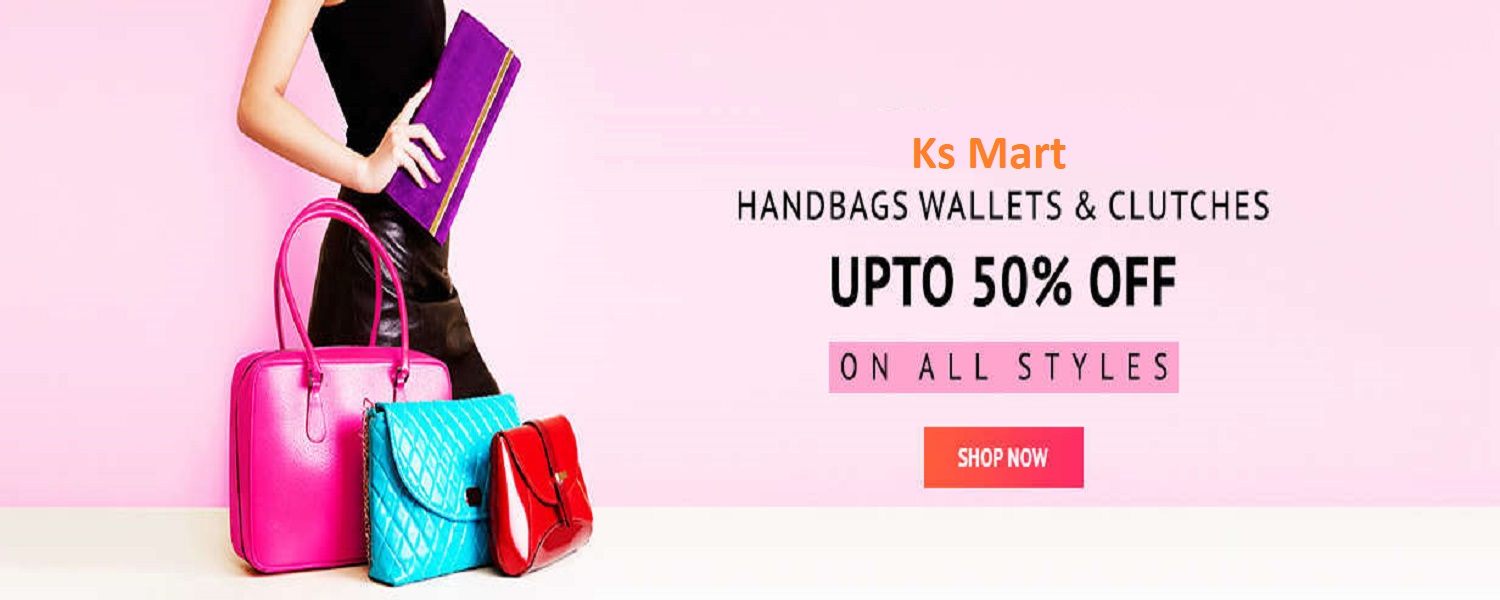 Ks Mart
HANDBAGS WALLETS & CLUTCHES
UPTO 50% OFF
ON ALL STYLES
SHOP NOW